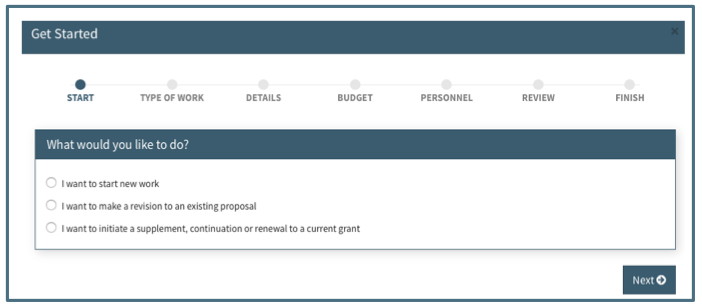 Get Started
START TYPE OF WORK DETAILS BUDGET PERSONNEL REVIEW FINISH
What would you like to do?
I want to start new work
I want to make a revision to an existing proposal
I want to initiate a supplement, continuation or renewal to a current grant
Next